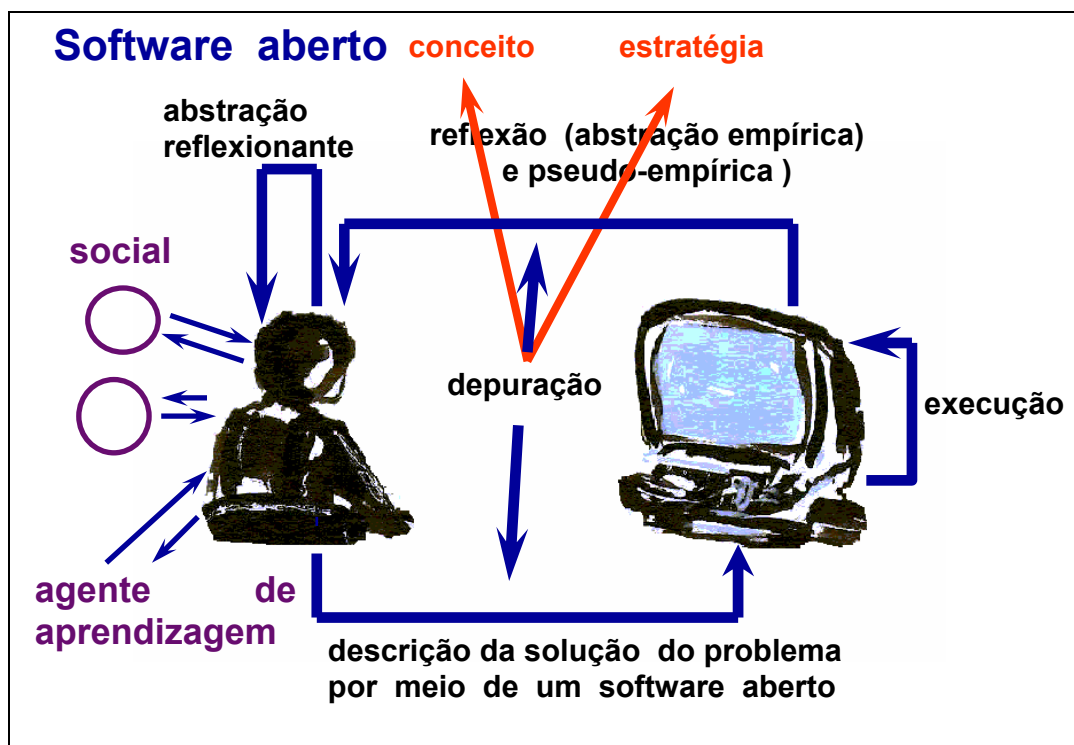 Software aberto
conceito
estratégia
abstração
reflexionante
reflexão (abstração empírica)
e pseudo-empírica )
social
depuração
execução
agente de
aprendizagem
descrição da solução do problema
por meio de um software aberto